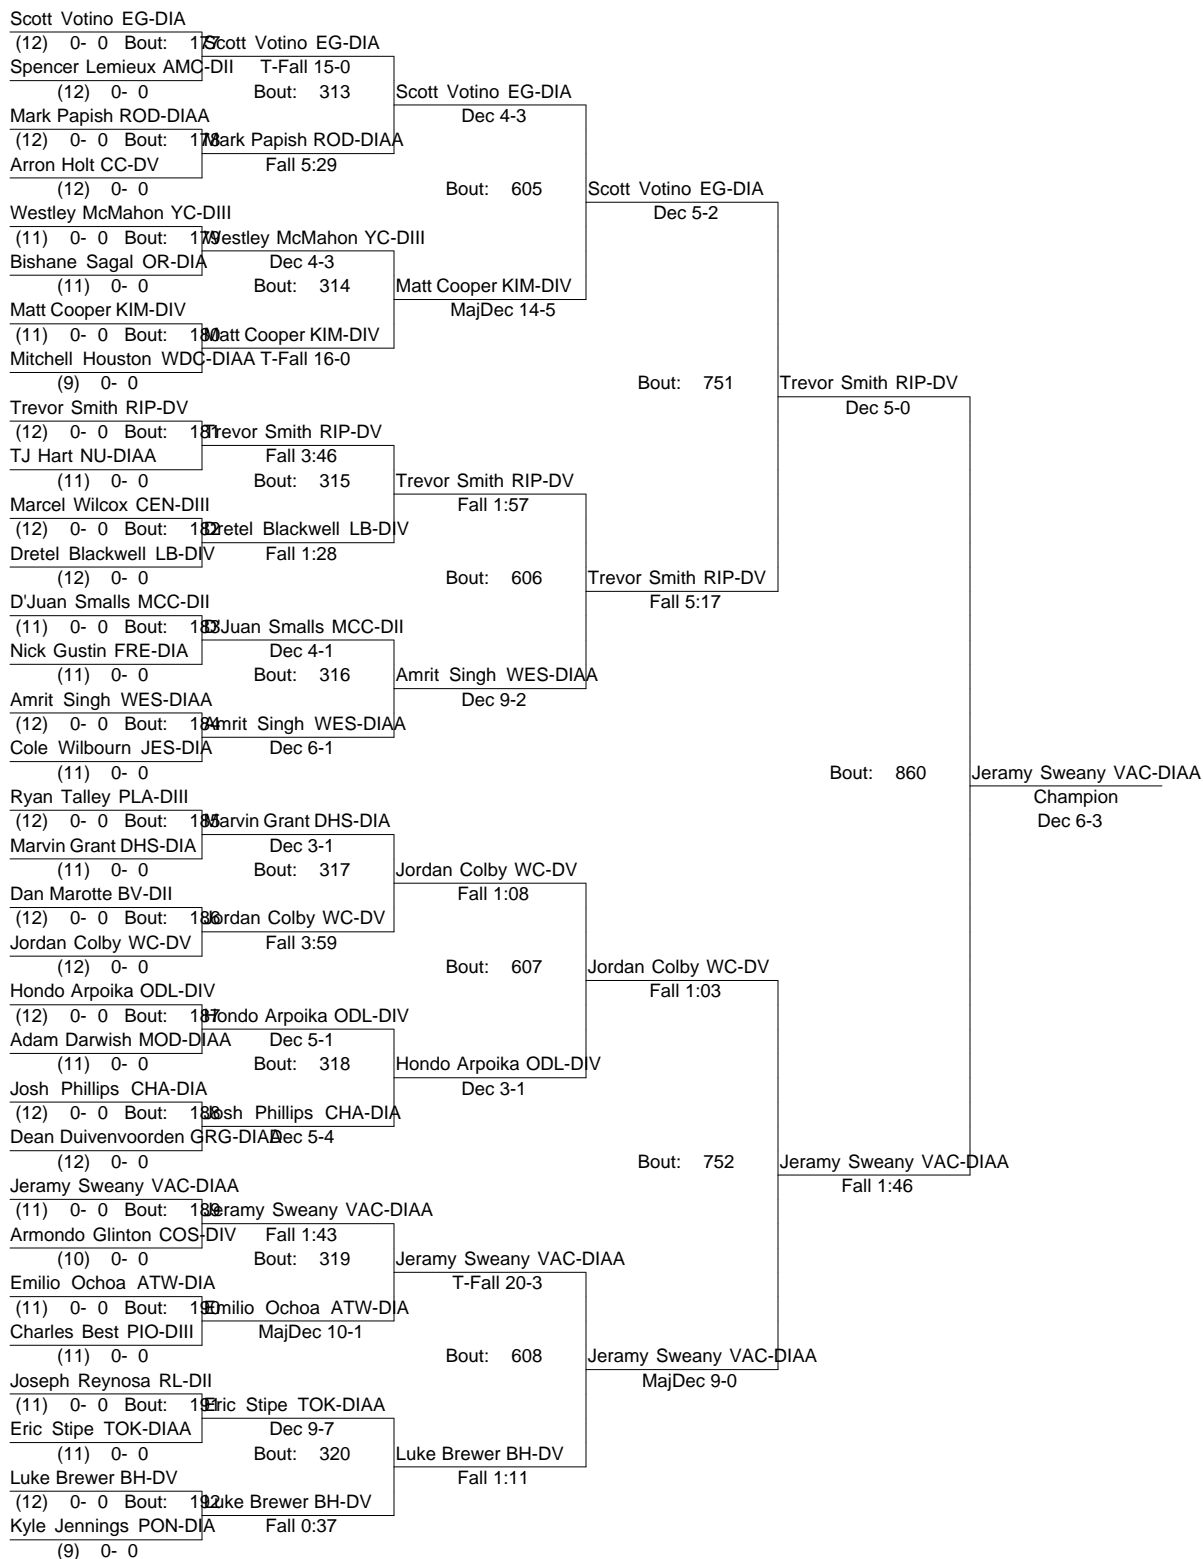 Scott Votino EG-DIA
(12) 0- 0 Bout: 177 Scott Votino EG-DIA
Spencer Lemieux AMC-DII T-Fall 15-0
(12) 0- 0 Bout: 313 Scott Votino EG-DIA
Mark Papish ROD-DIAA Dec 4-3
(12) 0- 0 Bout: 178 Mark Papish ROD-DIAA
Arron Holt CC-DV Fall 5:29
(12) 0- 0 Bout: 605 Scott Votino EG-DIA
Westley McMahon YC-DIII Dec 5-2
(11) 0- 0 Bout: 179 Westley McMahon YC-DIII
Bishane Sagal OR-DIA Dec 4-3
(11) 0- 0 Bout: 314 Matt Cooper KIM-DIV
Matt Cooper KIM-DIV MajDec 14-5
(11) 0- 0 Bout: 180 Matt Cooper KIM-DIV
Mitchell Houston WDC-DIAA T-Fall 16-0
(9) 0- 0 Bout: 751 Trevor Smith RIP-DV
Trevor Smith RIP-DV Dec 5-0
(12) 0- 0 Bout: 181 Trevor Smith RIP-DV
TJ Hart NU-DIAA Fall 3:46
(11) 0- 0 Bout: 315 Trevor Smith RIP-DV
Marcel Wilcox CEN-DIII Fall 1:57
(12) 0- 0 Bout: 182 Dretel Blackwell LB-DIV
Dretel Blackwell LB-DIV Fall 1:28
(12) 0- 0 Bout: 606 Trevor Smith RIP-DV
D'Juan Smalls MCC-DII Fall 5:17
(11) 0- 0 Bout: 183 D'Juan Smalls MCC-DII
Nick Gustin FRE-DIA Dec 4-1
(11) 0- 0 Bout: 316 Amrit Singh WES-DIAA
Amrit Singh WES-DIAA Dec 9-2
(12) 0- 0 Bout: 184 Amrit Singh WES-DIAA
Cole Wilbourn JES-DIA Dec 6-1
(11) 0- 0 Bout: 860 Jeramy Sweany VAC-DIAA
Ryan Talley PLA-DIII Champion
(12) 0- 0 Bout: 185 Marvin Grant DHS-DIA Dec 6-3
Marvin Grant DHS-DIA Dec 3-1
(11) 0- 0 Bout: 317 Jordan Colby WC-DV
Dan Marotte BV-DII Fall 1:08
(12) 0- 0 Bout: 186 Jordan Colby WC-DV
Jordan Colby WC-DV Fall 3:59
(12) 0- 0 Bout: 607 Jordan Colby WC-DV
Hondo Arpoika ODL-DIV Fall 1:03
(12) 0- 0 Bout: 187 Hondo Arpoika ODL-DIV
Adam Darwish MOD-DIAA Dec 5-1
(11) 0- 0 Bout: 318 Hondo Arpoika ODL-DIV
Josh Phillips CHA-DIA Dec 3-1
(12) 0- 0 Bout: 188 Josh Phillips CHA-DIA
Dean Duivenvoorden GRG-DIAA Dec 5-4
(12) 0- 0 Bout: 752 Jeramy Sweany VAC-DIAA
Jeramy Sweany VAC-DIAA Fall 1:46
(11) 0- 0 Bout: 189 Jeramy Sweany VAC-DIAA
Armondo Glinton COS-DIV Fall 1:43
(10) 0- 0 Bout: 319 Jeramy Sweany VAC-DIAA
Emilio Ochoa ATW-DIA T-Fall 20-3
(11) 0- 0 Bout: 190 Emilio Ochoa ATW-DIA
Charles Best PIO-DIII MajDec 10-1
(11) 0- 0 Bout: 608 Jeramy Sweany VAC-DIAA
Joseph Reynosa RL-DII MajDec 9-0
(11) 0- 0 Bout: 191 Eric Stipe TOK-DIAA
Eric Stipe TOK-DIAA Dec 9-7
(11) 0- 0 Bout: 320 Luke Brewer BH-DV
Luke Brewer BH-DV Fall 1:11
(12) 0- 0 Bout: 192 Luke Brewer BH-DV
Kyle Jennings PON-DIA Fall 0:37
(9) 0- 0